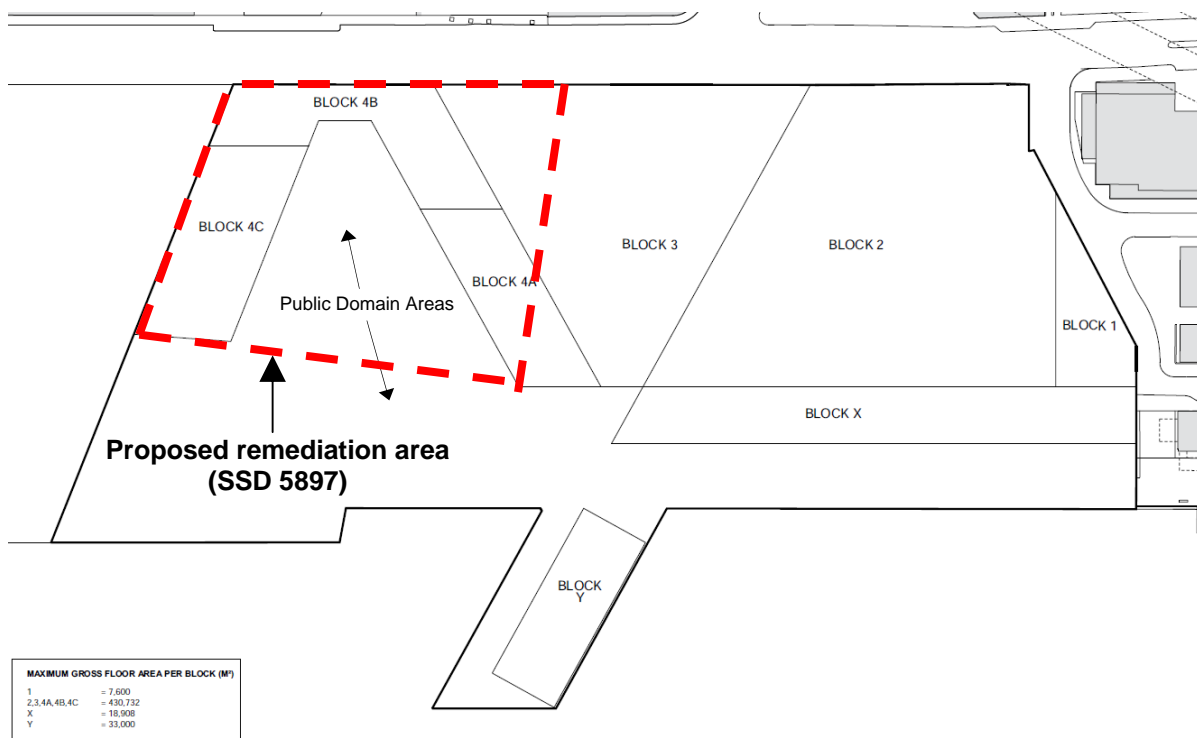 BLOCK 4B
BLOCK 4C
BLOCK 3
BLOCK 2
BLOCK 4A
Public Domain Areas
BLOCK 1
BLOCK X
Proposed remediation area
(SSD 5897)
BLOCK
Y
MAXIMUM GROSS FLOOR AREA PER BLOCK (M²)
1 = 7,600
2,3,4A,4B,4C = 430,732
X = 18,908
Y = 33,000